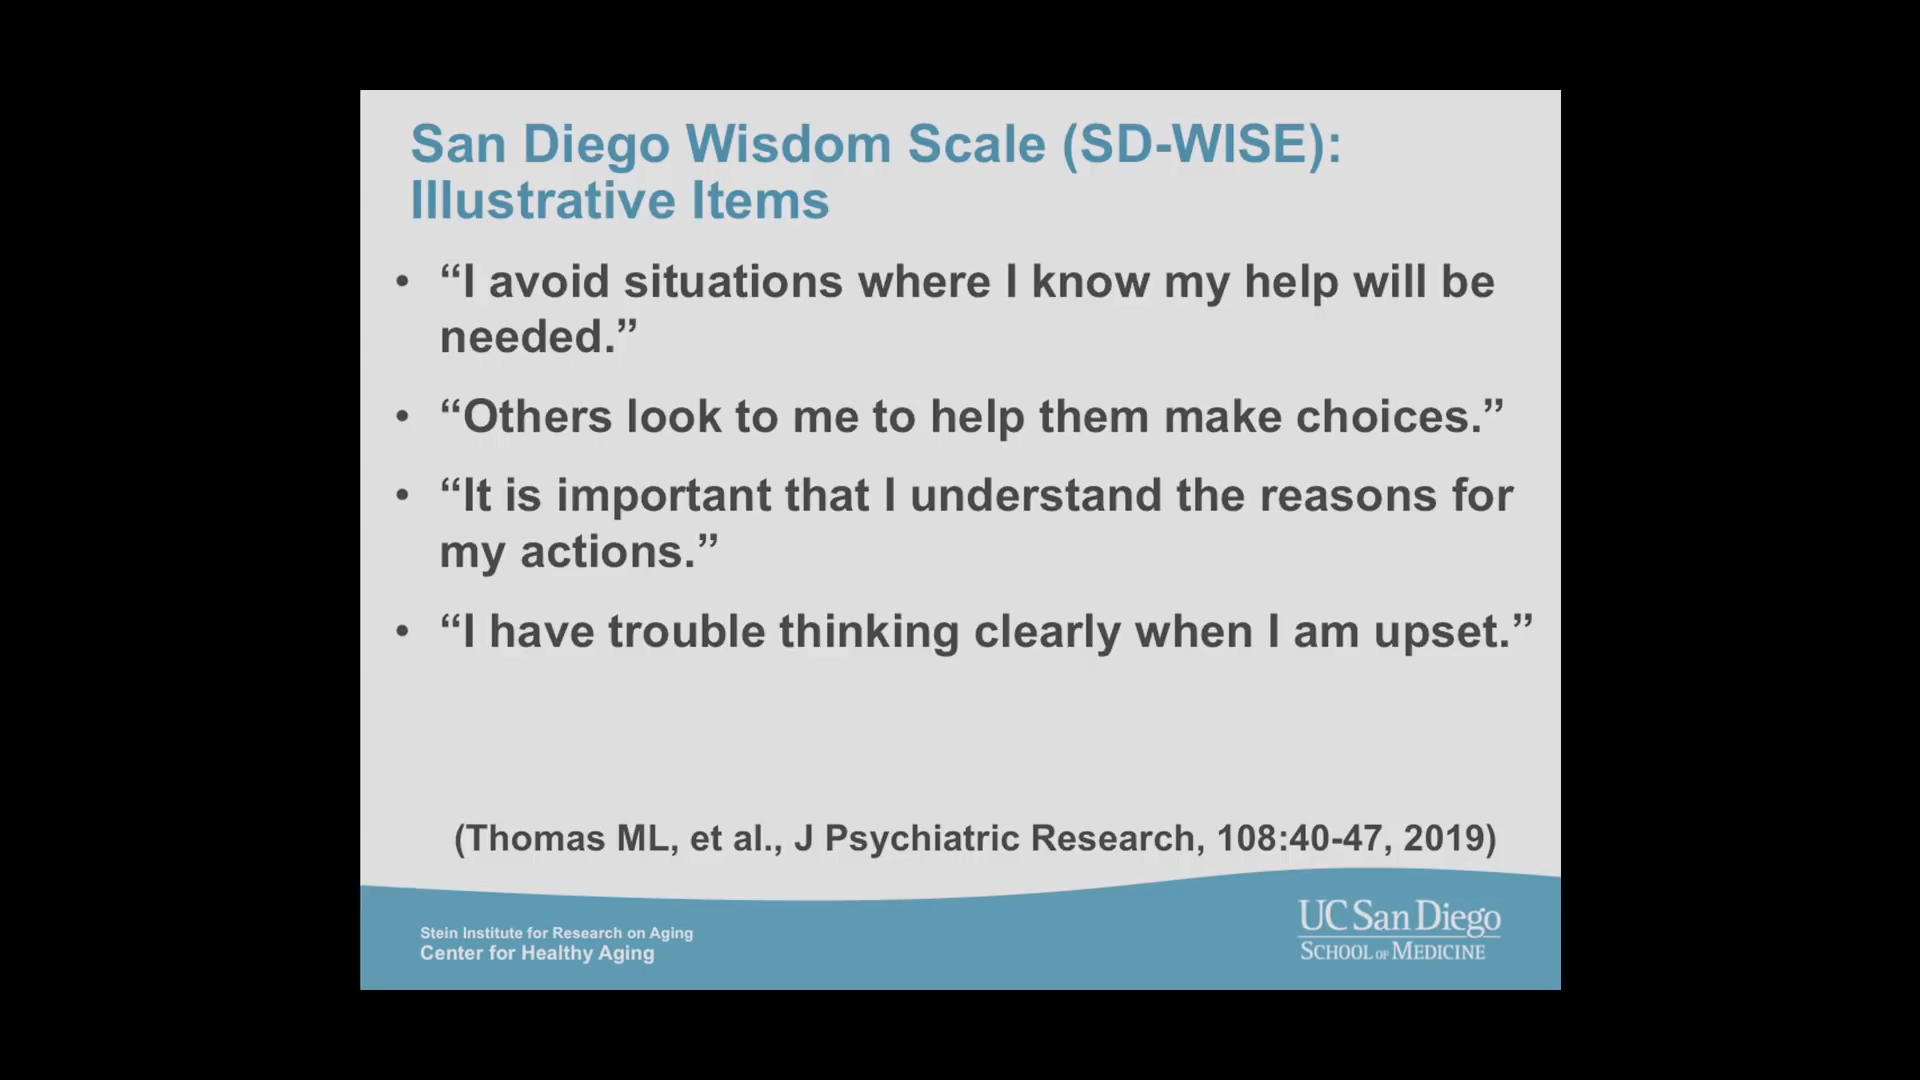 San Diego Wisdom Scale (SD-WISE):
Illustrative Items
• “I avoid situations where I know my help will be
needed.”
• “Others look to me to help them make choices.”
• “It is important that I understand the reasons for
my actions.”
• “I have trouble thinking clearly when I am upset.”
(Thomas ML, et al., J Psychiatric Research, 108:40-47, 2019)
Stein Institute for Research on Aging
Center for Healthy Aging
UC San Diego
SCHOOL OF MEDICINE